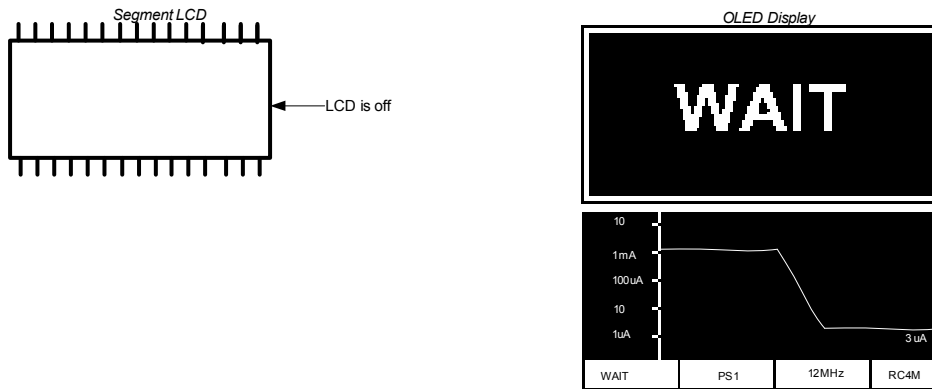 Segment LCD
LCD is off
OLED Display
WAIT
10
1mA
100uA
10
1uA
3 uA
WAIT PS1 12MHz RC4M